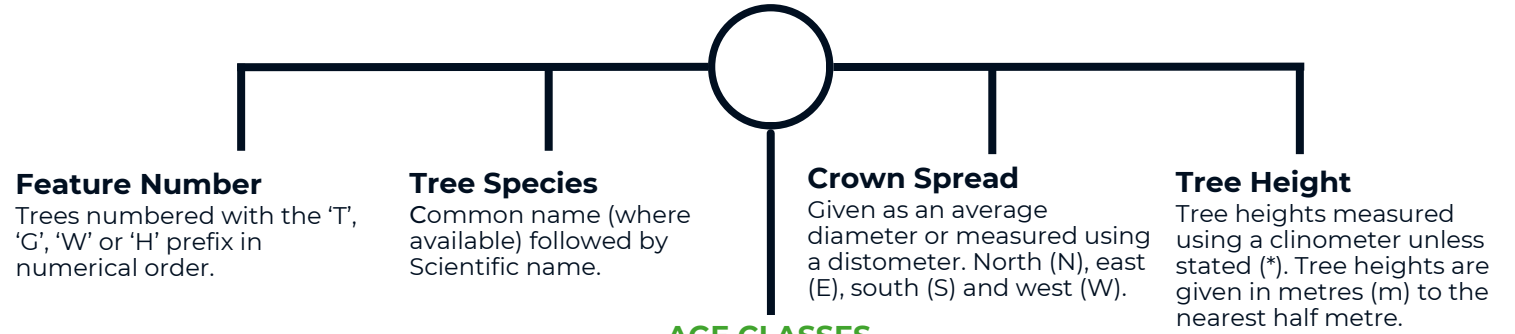 Feature Number
Trees numbered with the ‘T’,
‘G’, ‘W’ or ‘H’ prefix in
numerical order.
Tree Species
Common name (where
available) followed by
Scientific name.
Crown Spread
Given as an average
diameter or measured using
a distometer. North (N), east
(E), south (S) and west (W).
Tree Height
Tree heights measured
using a clinometer unless
stated (*). Tree heights are
given in metres (m) to the
nearest half metre.
AGE CLASSES